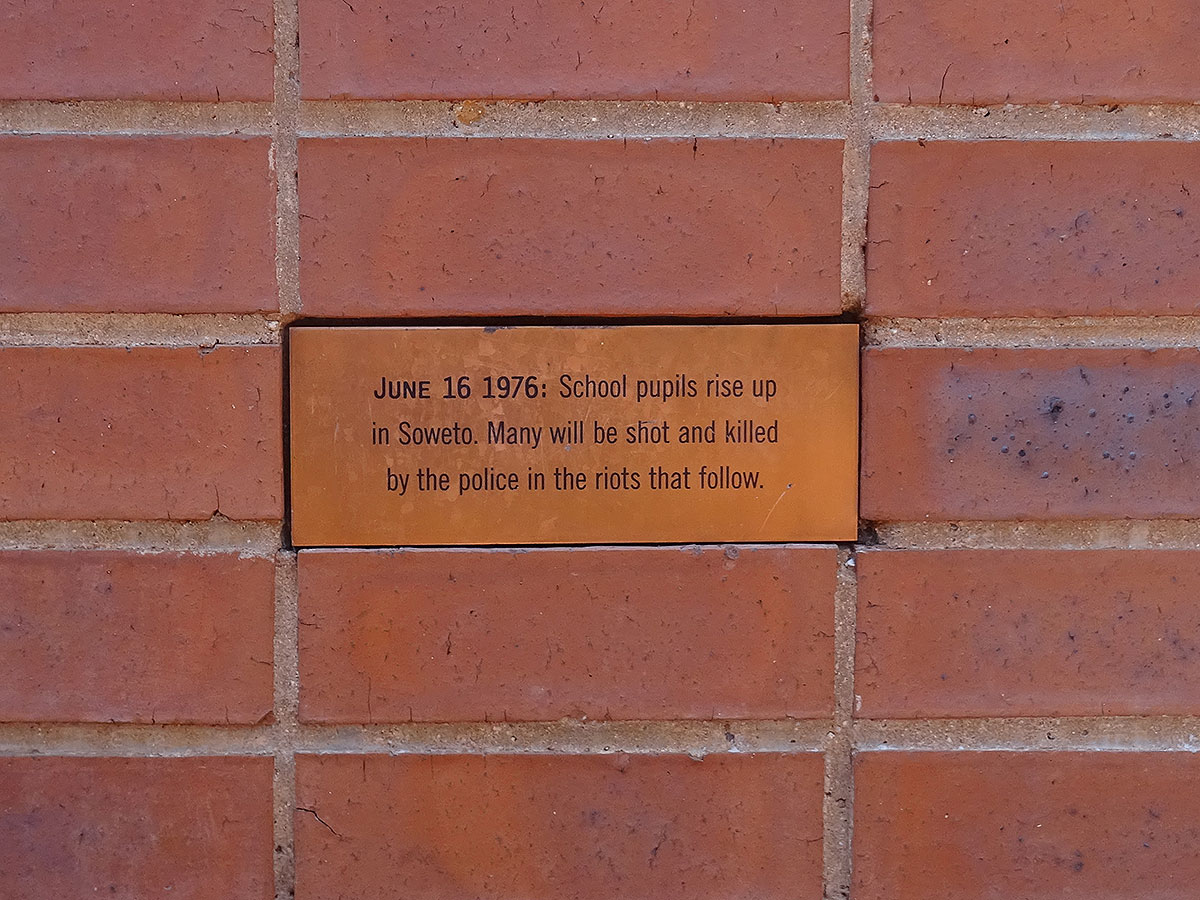 JUNE 16 1976: School pupils rise up
in Soweto. Many will be shot and killed
by the police in the riots that follow.